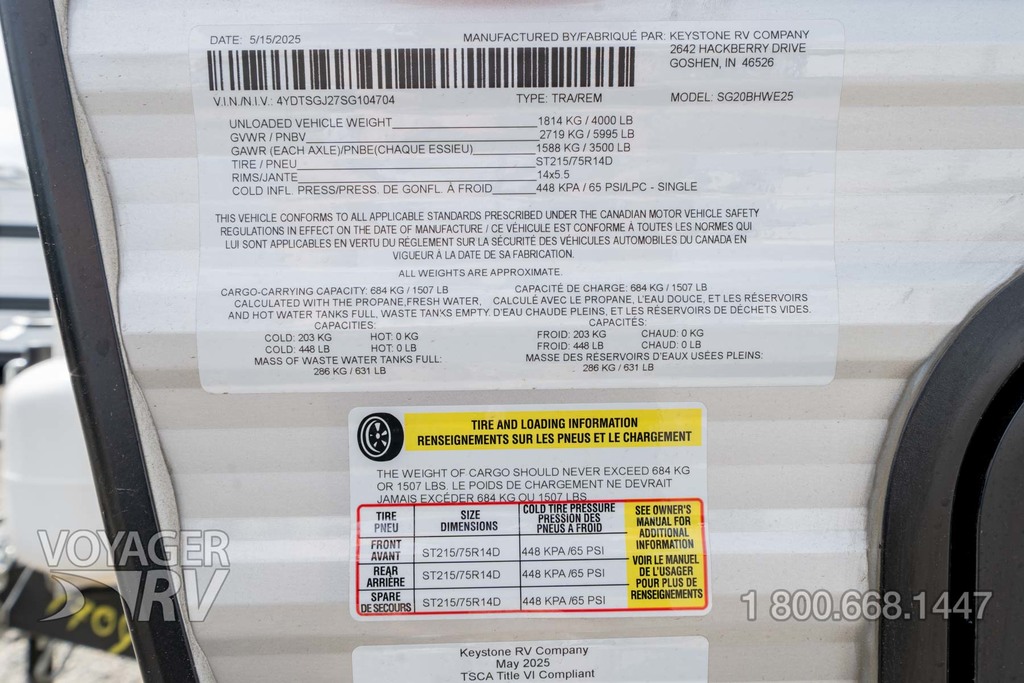 DATE: 5/15/2025
MANUFACTURED BY/FABRIQUÉ PAR: KEYSTONE RV COMPANY
2642 HACKBERRY DRIVE
GOSHEN, IN 46526
V.I.N./N.I.V.: 4YDTSGJ27SG104704 TYPE: TRA/REM MODEL: SG20BHWE25
UNLOADED VEHICLE WEIGHT 1814 KG / 4000 LB
GVWR / PNBV 2719 KG / 5995 LB
GAWR (EACH AXLE)/PNBE(CHAQUE ESSIEU) 1588 KG / 3500 LB
TIRE / PNEU ST215/75R14D
RIMS/JANTE 14x5.5
COLD INFL. PRESS/PRESS. DE GONFL. À FROID 448 KPA / 65 PSI/LPC - SINGLE
THIS VEHICLE CONFORMS TO ALL APPLICABLE STANDARDS PRESCRIBED UNDER THE CANADIAN MOTOR VEHICLE SAFETY
REGULATIONS IN EFFECT ON THE DATE OF MANUFACTURE / CE VÉHICULE EST CONFORME À TOUTES LES NORMES QUI
LUI SONT APPLICABLES EN VERTU DU RÉGLEMENT SUR LA SÉCURITÉ DES VÉHICULES AUTOMOBILES DU CANADA EN
VIGUEUR À LA DATE DE SA FABRICATION.
ALL WEIGHTS ARE APPROXIMATE.
CARGO-CARRYING CAPACITY: 684 KG / 1507 LB
CALCULATED WITH THE PROPANE,FRESH WATER,
AND HOT WATER TANKS FULL, WASTE TANKS EMPTY.
CAPACITIES:
COLD: 203 KG HOT: 0 KG
COLD: 448 LB HOT: 0 LB
MASS OF WASTE WATER TANKS FULL:
286 KG / 631 LB
CAPACITÉ DE CHARGE: 684 KG / 1507 LB
CALCULÉ AVEC LE PROPANE, L'EAU DOUCE, ET LES RÉSERVOIRS
D'EAU CHAUDE PLEINS, ET LES RÉSERVOIRS DE DÉCHETS VIDES.
CAPACITÉS:
FROID: 203 KG CHAUD: 0 KG
FROID: 448 LB CHAUD: 0 LB
MASSE DES RÉSERVOIRS D'EAUX USÉES PLEINS:
286 KG / 631 LB
TIRE AND LOADING INFORMATION
RENSEIGNEMENTS SUR LES PNEUS ET LE CHARGEMENT
THE WEIGHT OF CARGO SHOULD NEVER EXCEED 684 KG
OR 1507 LBS. LE POIDS DE CHARGEMENT NE DEVRAIT
JAMAIS EXCÉDER 684 KG OU 1507 LBS.
TIRE
PNEU
SIZE
DIMENSIONS
COLD TIRE PRESSURE
PRESSION DES
PNEUS A FROID
FRONT
AVANT
ST215/75R14D 448 KPA /65 PSI
REAR
ARRIÈRE
ST215/75R14D 448 KPA /65 PSI
SPARE
DE SECOURS
ST215/75R14D 448 KPA /65 PSI
SEE OWNER'S
MANUAL FOR
ADDITIONAL
INFORMATION
VOIR LE MANUEL
DE L'USAGER
POUR PLUS DE
RENSEIGNEMENTS
Keystone RV Company
May 2025
TSCA Title VI Compliant
VOYAGER
RV
1 800.668.1447